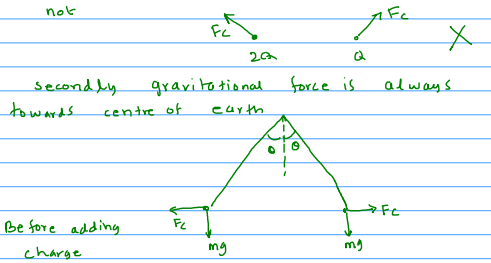 not
Fc Fc
2Q Q
secondly gravitational force is always
towards centre of earth
θ θ
Fc Fc
Before adding
mg mg
charge